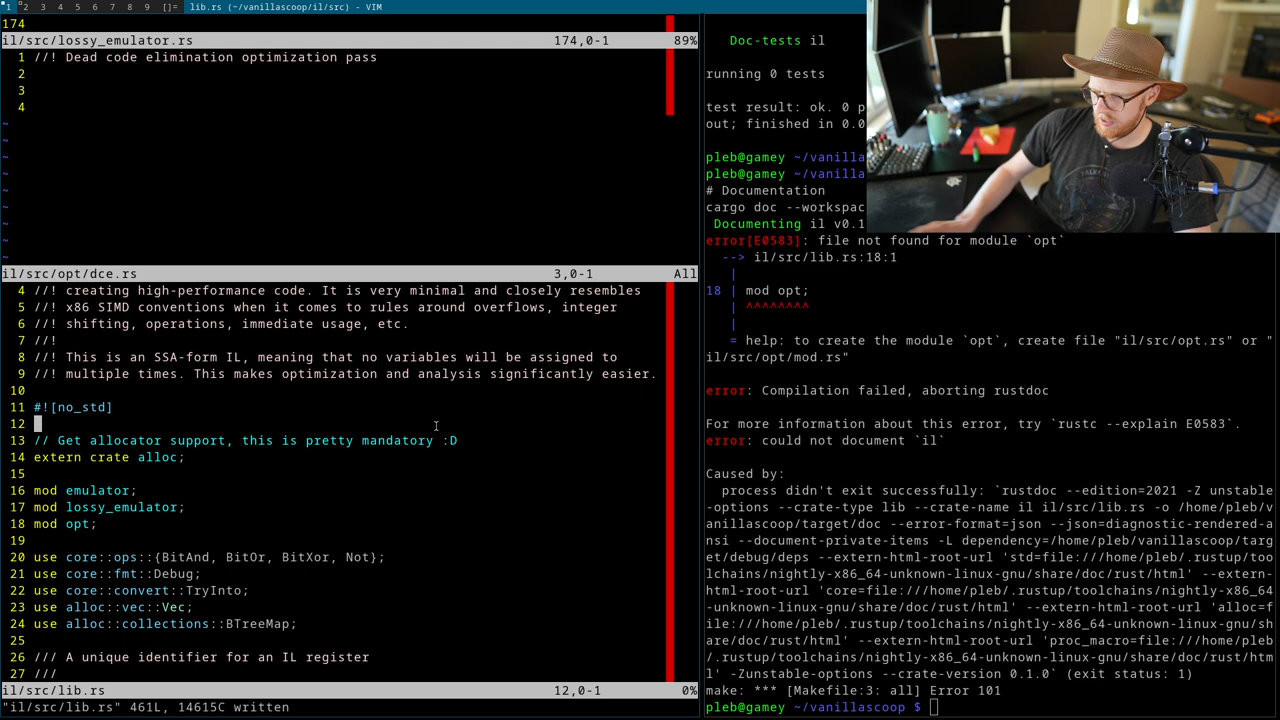 1 2 3 4 5 6 7 8 9 []= lib.rs (~/vanillascoop/il/src) - VIM
174
il/src/lossy_emulator.rs 174,0-1 89%
1 //! Dead code elimination optimization pass
2
3
4
~
~
~
~
~
~
~
~
~
il/src/opt/dce.rs 3,0-1 All
4 //! creating high-performance code. It is very minimal and closely resembles
5 //! x86 SIMD conventions when it comes to rules around overflows, integer
6 //! shifting, operations, immediate usage, etc.
7 //!
8 //! This is an SSA-form IL, meaning that no variables will be assigned to
9 //! multiple times. This makes optimization and analysis significantly easier.
10
11 #![no_std]
12
13 // Get allocator support, this is pretty mandatory :D
14 extern crate alloc;
15
16 mod emulator;
17 mod lossy_emulator;
18 mod opt;
19
20 use core::ops::{BitAnd, BitOr, BitXor, Not};
21 use core::fmt::Debug;
22 use core::convert::TryInto;
23 use alloc::vec::Vec;
24 use alloc::collections::BTreeMap;
25
26 /// A unique identifier for an IL register
27 ///
il/src/lib.rs 12,0-1 0%
"il/src/lib.rs" 461L, 14615C written
Doc-tests il
running 0 tests
test result: ok. 0 p
out; finished in 0.0
pleb@gamey ~/vanilla
pleb@gamey ~/vanilla
# Documentation
cargo doc --workspac
Documenting il v0.1
error[E0583]: file not found for module `opt`
--> il/src/lib.rs:18:1
|
18 | mod opt;
| ^^^^^^^^
|
= help: to create the module `opt`, create file "il/src/opt.rs" or "
il/src/opt/mod.rs"
error: Compilation failed, aborting rustdoc
For more information about this error, try `rustc --explain E0583`.
error: could not document `il`
Caused by:
process didn't exit successfully: `rustdoc --edition=2021 -Z unstable
-options --crate-type lib --crate-name il il/src/lib.rs -o /home/pleb/v
anillascoop/target/doc --error-format=json --json=diagnostic-rendered-a
nsi --document-private-items -L dependency=/home/pleb/vanillascoop/targ
et/debug/deps --extern-html-root-url 'std=file:///home/pleb/.rustup/too
lchains/nightly-x86_64-unknown-linux-gnu/share/doc/rust/html' --extern-
html-root-url 'core=file:///home/pleb/.rustup/toolchains/nightly-x86_64
-unknown-linux-gnu/share/doc/rust/html' --extern-html-root-url 'alloc=f
ile:///home/pleb/.rustup/toolchains/nightly-x86_64-unknown-linux-gnu/sh
are/doc/rust/html' --extern-html-root-url 'proc_macro=file:///home/pleb
/.rustup/toolchains/nightly-x86_64-unknown-linux-gnu/share/doc/rust/htm
l' -Zunstable-options --crate-version 0.1.0` (exit status: 1)
make: *** [Makefile:3: all] Error 101
pleb@gamey ~/vanillascoop $